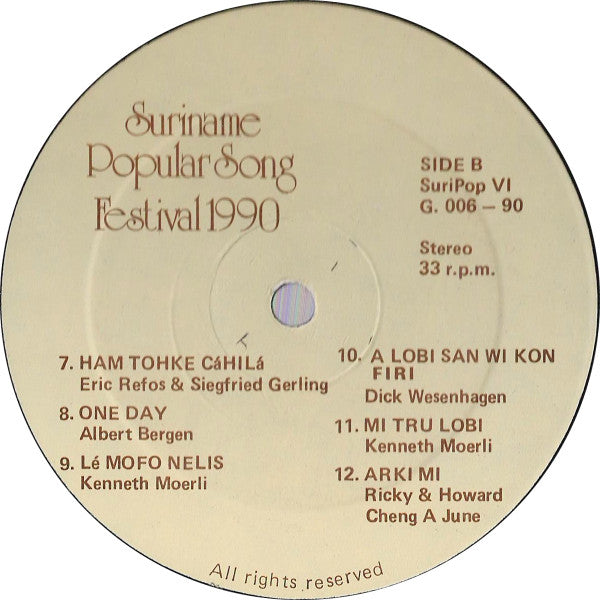 Suriname
Popular Song
Festival 1990
SIDE B
SuriPop VI
G. 006 – 90
Stereo
33 r.p.m.
7. HAM TOHKE CáHILá
Eric Refos & Siegfried Gerling
8. ONE DAY
Albert Bergen
9. Lé MOFO NELIS
Kenneth Moerli
10. A LOBI SAN WI KON
FIRI
Dick Wesenhagen
11. MI TRU LOBI
Kenneth Moerli
12. ARKI MI
Ricky & Howard
Cheng A June
All rights reserved